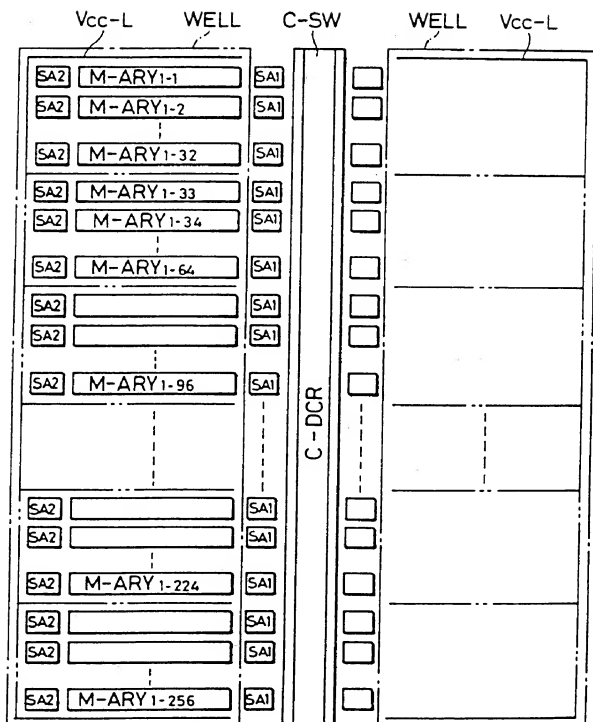 Vcc-L WELL C-SW WELL Vcc-L
SA2 M-ARY1-1 SA1
SA2 M-ARY1-2 SA1
SA2 M-ARY1-32 SA1
SA2 M-ARY1-33 SA1
SA2 M-ARY1-34 SA1
SA2 M-ARY1-64 SA1
SA2 SA1
SA2 SA1
SA2 M-ARY1-96 SA1
C-DCR
SA2 SA1
SA2 SA1
SA2 M-ARY1-224 SA1
SA2 SA1
SA2 SA1
SA2 M-ARY1-256 SA1